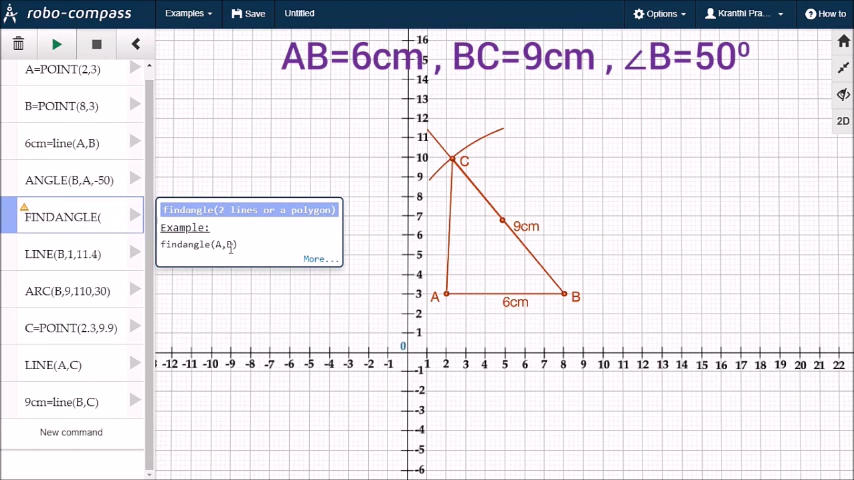 robo-compass
Examples
Save
Untitled
Options
Kranthi Pra...
How to
AB=6cm , BC=9cm , ∠B=50⁰
A=POINT(2,3)
B=POINT(8,3)
6cm=line(A,B)
ANGLE(B,A,-50)
FINDANGLE(
LINE(B,1,11.4)
ARC(B,9,110,30)
C=POINT(2.3,9.9)
LINE(A,C)
9cm=line(B,C)
New command
findangle(2 lines or a polygon)
Example:
findangle(A,B)
More...
2D
16
15
14
13
12
11
10
9
8
7
6
5
4
3
2
1
0
-1
-2
-3
-4
-5
-6
C
9cm
A
B
6cm
3 -12 -11 -10 -9 -8 -7 -6 -5 -4 -3 -2 -1 1 2 3 4 5 6 7 8 9 10 11 12 13 14 15 16 17 18 19 20 21 22